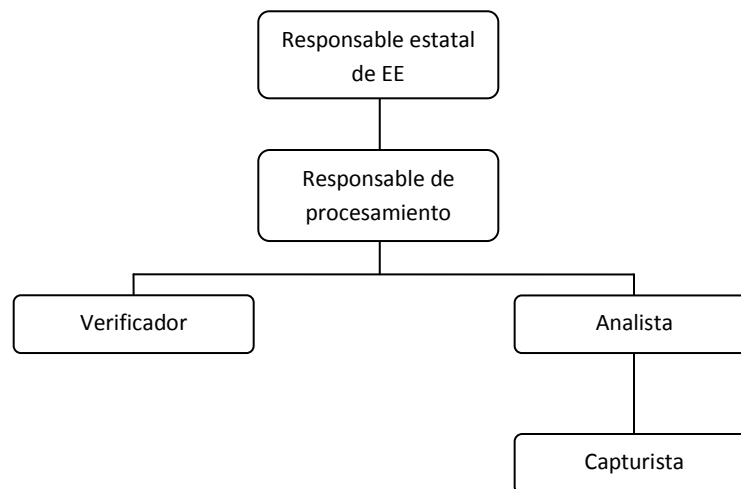 Responsable estatal
de EE
Responsable de
procesamiento
Verificador
Analista
Capturista